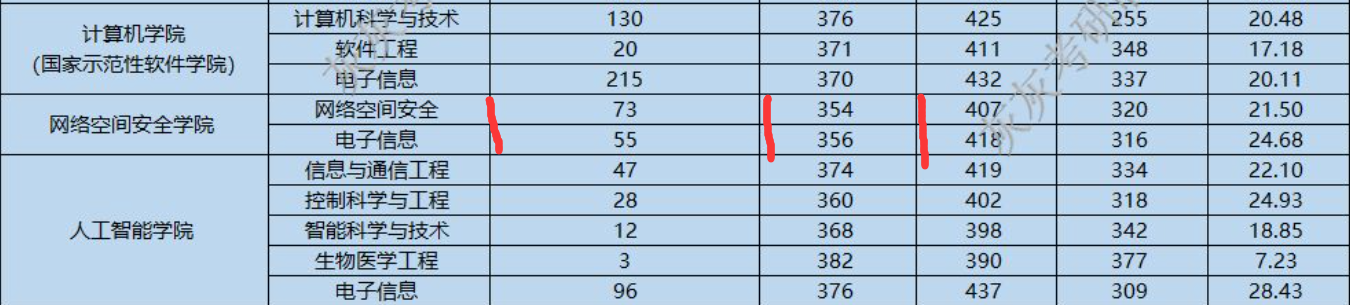 计算机学院
(国家示范性软件学院)
计算机科学与技术 130 376 425 255 20.48
软件工程 20 371 411 348 17.18
电子信息 215 370 432 337 20.11
网络空间安全学院
网络空间安全 73 354 407 320 21.50
电子信息 55 356 418 316 24.68
人工智能学院
信息与通信工程 47 374 419 334 22.10
控制科学与工程 28 360 402 318 24.93
智能科学与技术 12 368 398 342 18.85
生物医学工程 3 382 390 377 7.23
电子信息 96 376 437 309 28.43
灰灰考研